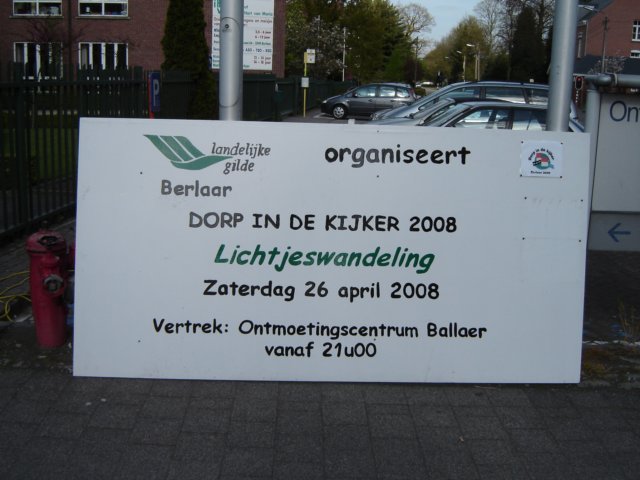 landelijke
gilde
organiseert
Berlaar
DORP IN DE KIJKER 2008
Lichtjeswandeling
Zaterdag 26 april 2008
Vertrek: Ontmoetingscentrum Ballaer
vanaf 21u00
On
P